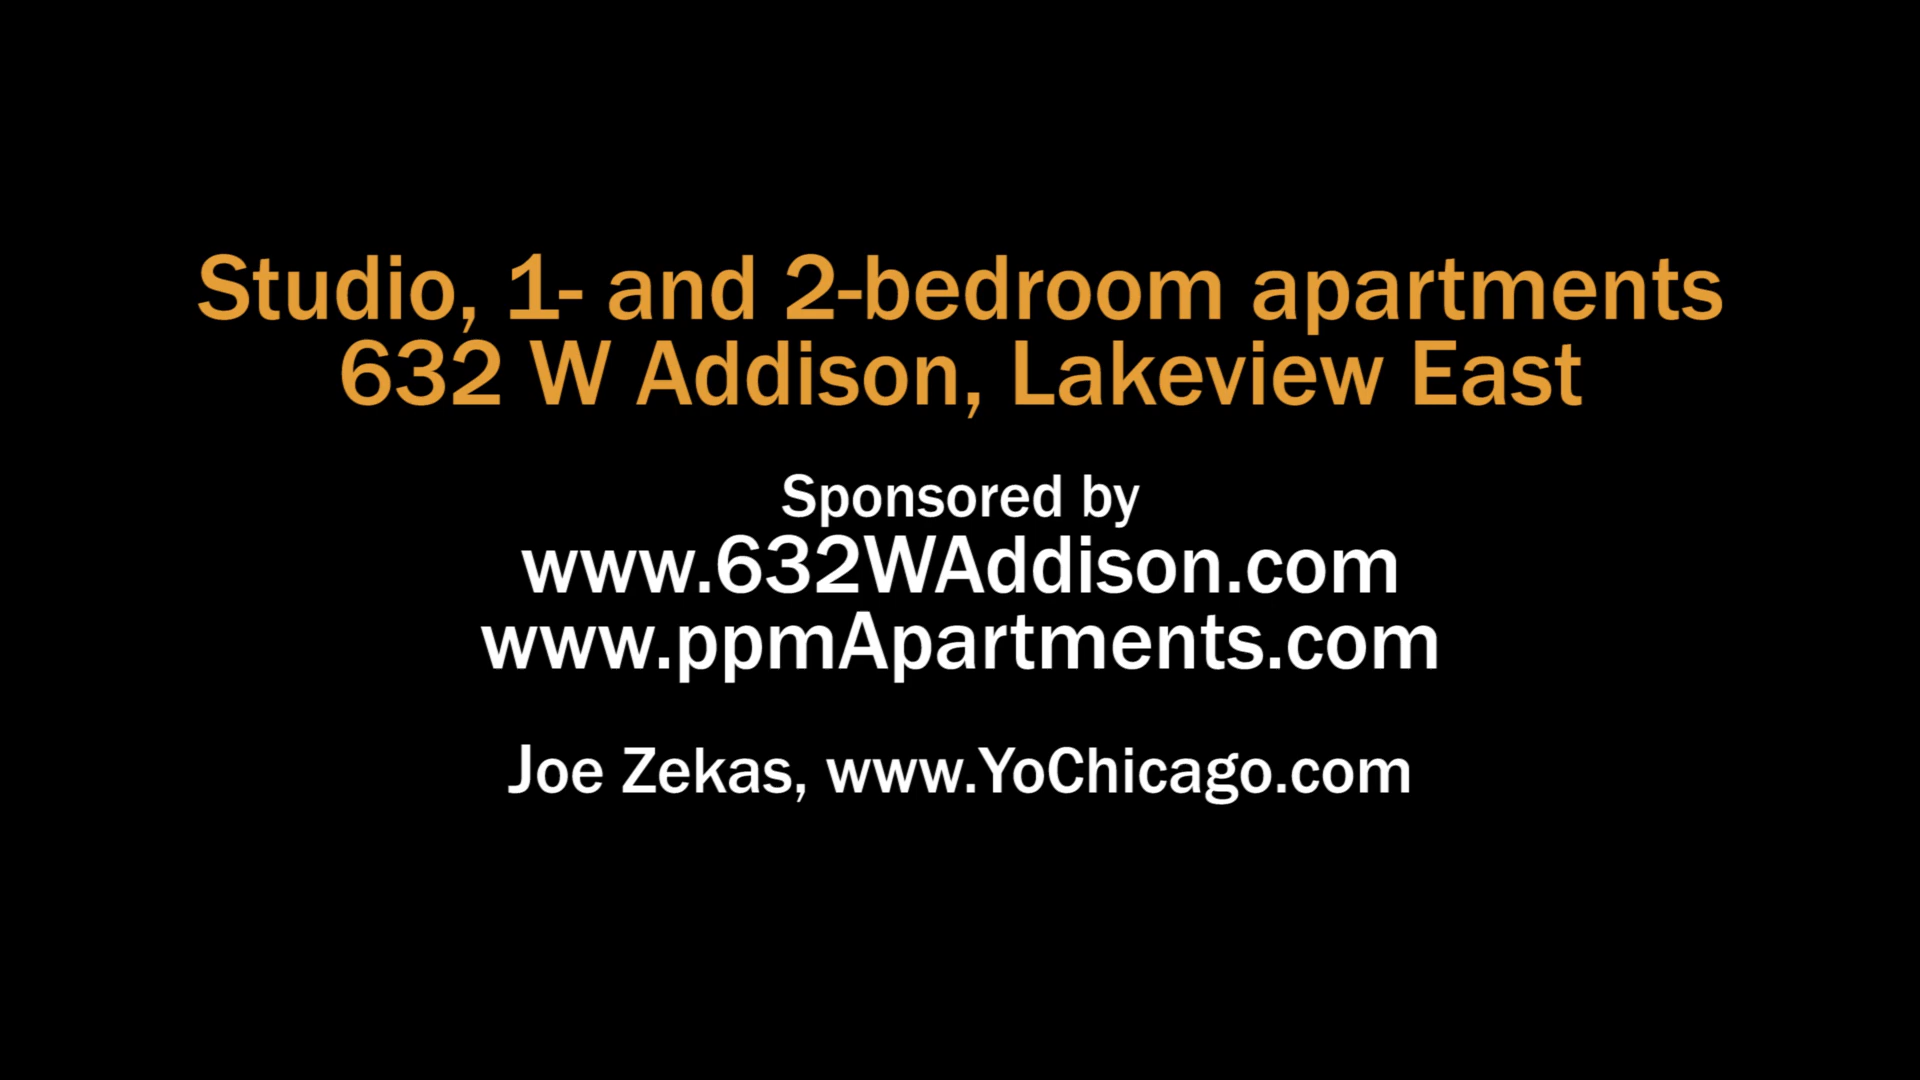 Studio, 1- and 2-bedroom apartments
632 W Addison, Lakeview East
Sponsored by
www.632WAddison.com
www.ppmApartments.com
Joe Zekas, www.YoChicago.com